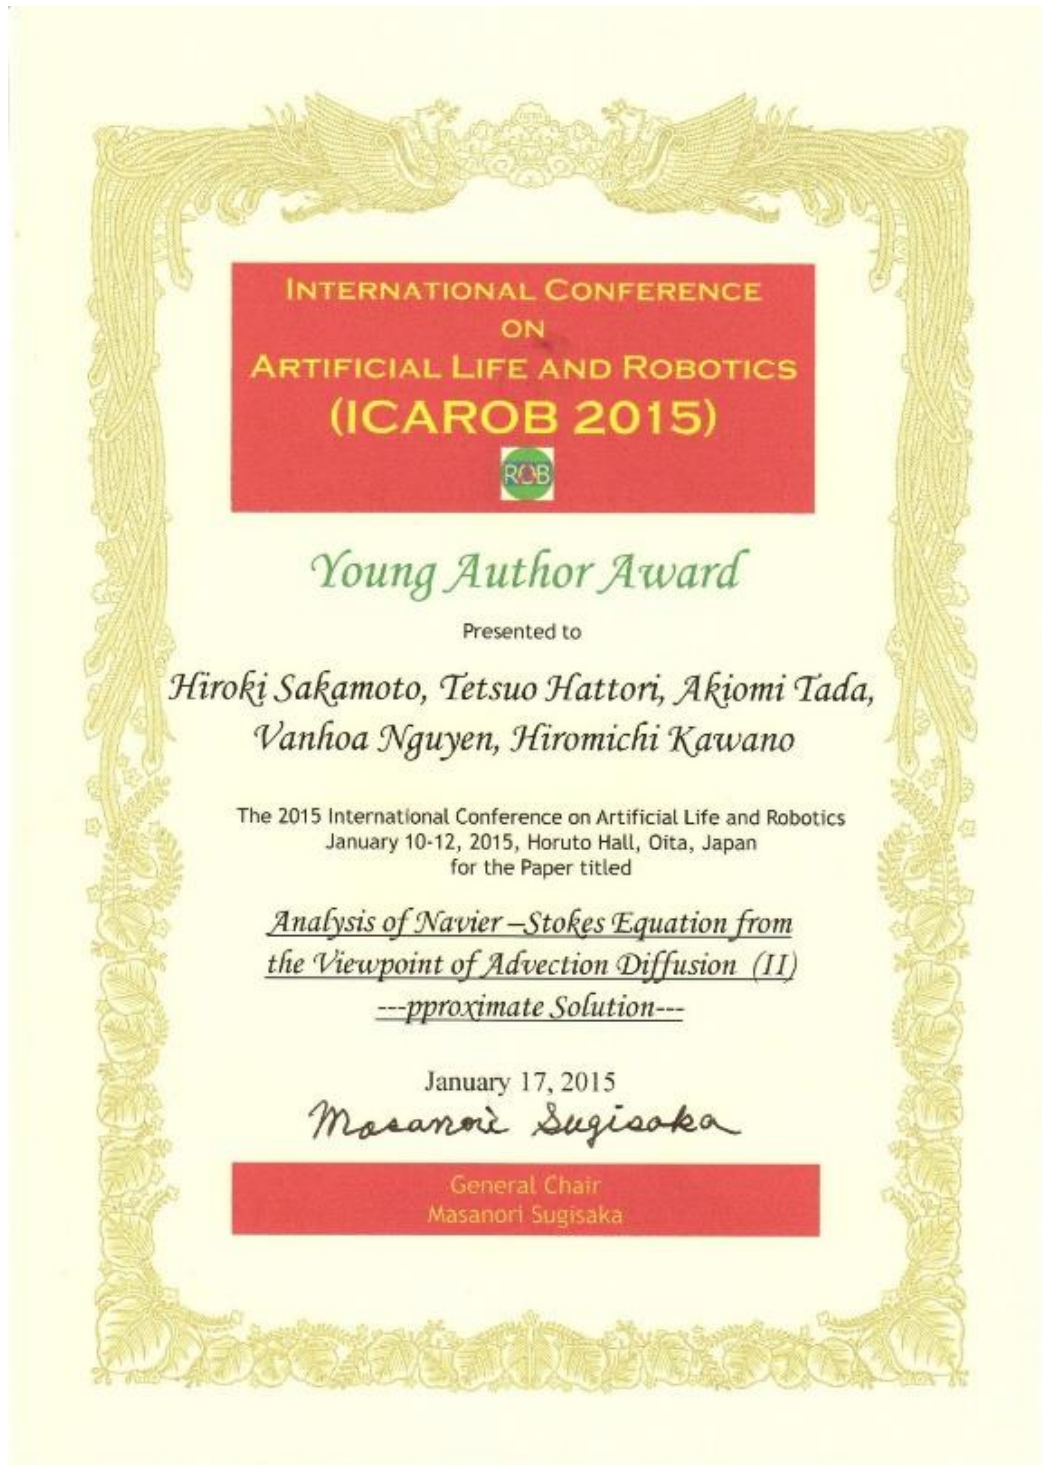 INTERNATIONAL CONFERENCE
ON
ARTIFICIAL LIFE AND ROBOTICS
(ICAROB 2015)
ROB
Young Author Award
Presented to
Hiroki Sakamoto, Tetsuo Hattori, Akiomi Tada,
Vanhoa Nguyen, Hiromichi Kawano
The 2015 International Conference on Artificial Life and Robotics
January 10-12, 2015, Horuto Hall, Oita, Japan
for the Paper titled
Analysis of Navier –Stokes Equation from
the Viewpoint of Advection Diffusion (II)
---pproximate Solution---
January 17, 2015
Masanori Sugisaka
General Chair
Masanori Sugisaka